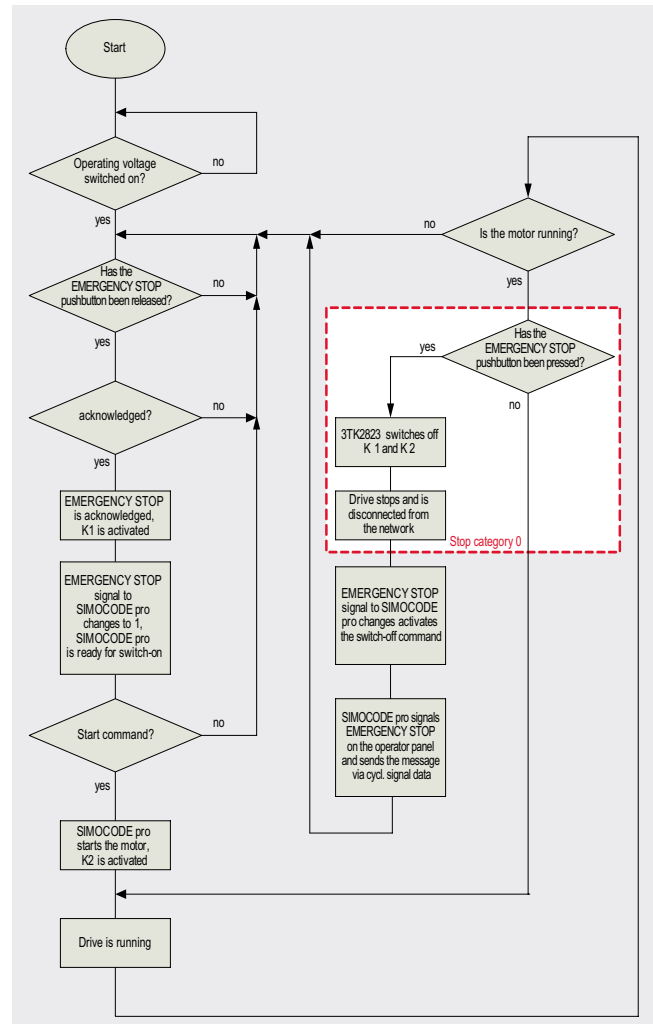 Start
Operating voltage
switched on?
no
yes
Has the
EMERGENCY STOP
pushbutton been released?
no
yes
acknowledged?
no
yes
EMERGENCY STOP
is acknowledged,
K1 is activated
EMERGENCY STOP
signal to
SIMOCODE pro
changes to 1,
SIMOCODE pro
is ready for switch-on
Start command?
no
yes
SIMOCODE pro
starts the motor,
K2 is activated
Drive is running
Is the motor running?
no
yes
Has the
EMERGENCY STOP
pushbutton been pressed?
yes
no
3TK2823 switches off
K 1 and K 2
Drive stops and is
disconnected from
the network
Stop category 0
EMERGENCY STOP
signal to SIMOCODE
pro changes activates
the switch-off command
SIMOCODE pro signals
EMERGENCY STOP
on the operator panel
and sends the message
via cycl. signal data